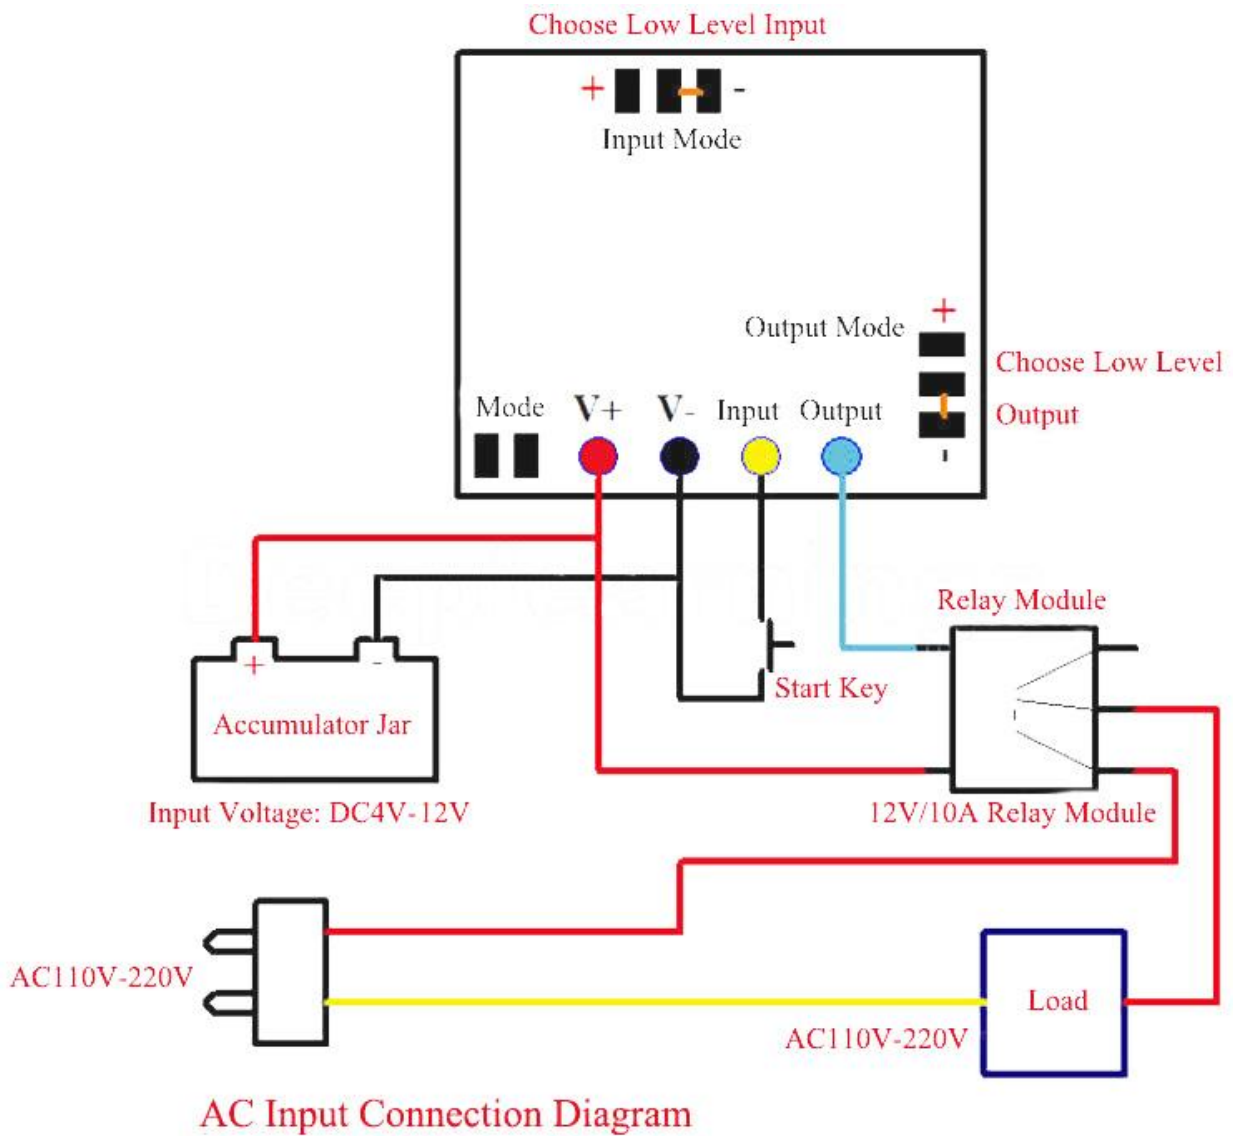 Choose Low Level Input
+ -
Input Mode
+
Output Mode
Choose Low Level
Output
-
Mode V+ V- Input Output
Relay Module
+ -
Start Key
Accumulator Jar
Input Voltage: DC4V-12V
12V/10A Relay Module
AC110V-220V
Load
AC110V-220V
AC Input Connection Diagram